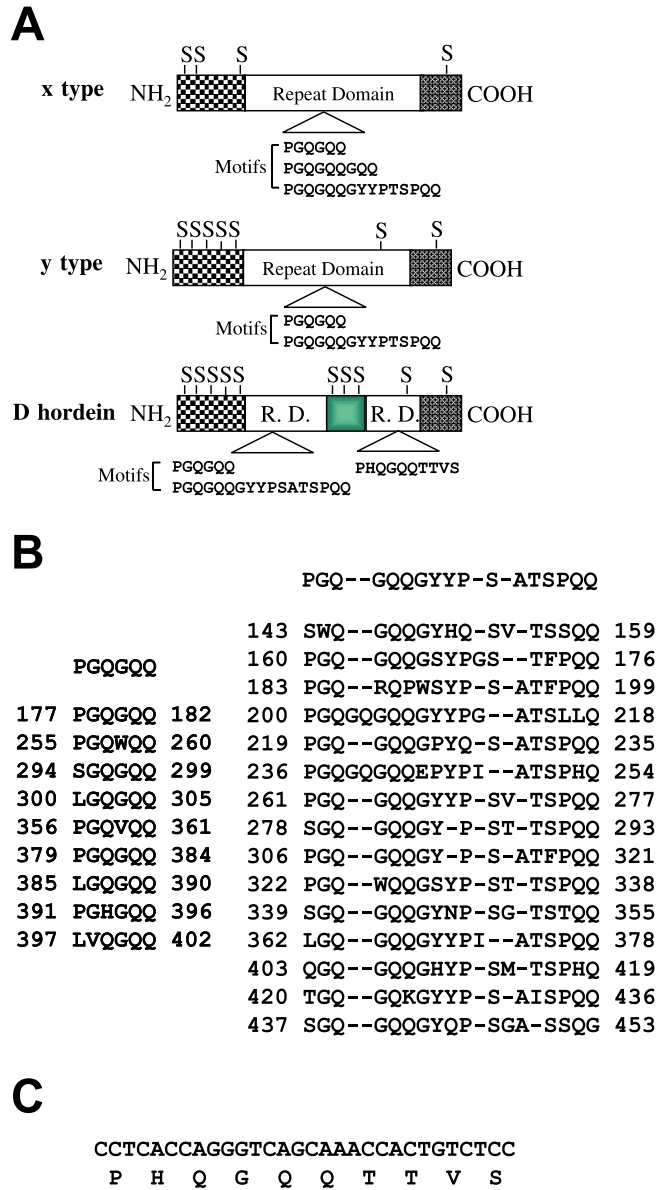 A
SS S S
x type NH2 Repeat Domain COOH
Motifs
PGQGQQ
PGQGQQGQQ
PGQGQQGYYPTSPQQ
SSSSS S S
y type NH2 Repeat Domain COOH
Motifs
PGQGQQ
PGQGQQGYYPTSPQQ
SSSSS SSS S S
D hordein NH2 R. D. R. D. COOH
Motifs
PGQGQQ
PGQGQQGYYPSATSPQQ
PHQGQQTTVS
B
PGQGQQ
177 PGQGQQ 182
255 PGQWQQ 260
294 SGQGQQ 299
300 LGQGQQ 305
356 PGQVQQ 361
379 PGQGQQ 384
385 LGQGQQ 390
391 PGHGQQ 396
397 LVQGQQ 402
PGQ--GQQGYYP-S-ATSPQQ
143 SWQ--GQQGYHQ-SV-TSSQQ 159
160 PGQ--GQQGSYPGS--TFPQQ 176
183 PGQ--RQPWSYP-S-ATFPQQ 199
200 PGQGQGQQGYYPG--ATSLLQ 218
219 PGQ--GQQGPYQ-S-ATSPQQ 235
236 PGQGQGQQEPYPI--ATSPHQ 254
261 PGQ--GQQGYYP-SV-TSPQQ 277
278 SGQ--GQQGY-P-ST-TSPQQ 293
306 PGQ--GQQGY-P-S-ATFPQQ 321
322 PGQ--WQQGSYP-ST-TSPQQ 338
339 SGQ--GQQGYNP-SG-TSTQQ 355
362 LGQ--GQQGYYPI--ATSPQQ 378
403 QGQ--GQQGHYP-SM-TSPHQ 419
420 TGQ--GQKGYYP-S-AISPQQ 436
437 SGQ--GQQGYQP-SGA-SSQG 453
C
CCTCACCAGGGTCAGCAAACCACTGTCTCC
P H Q G Q Q T T V S